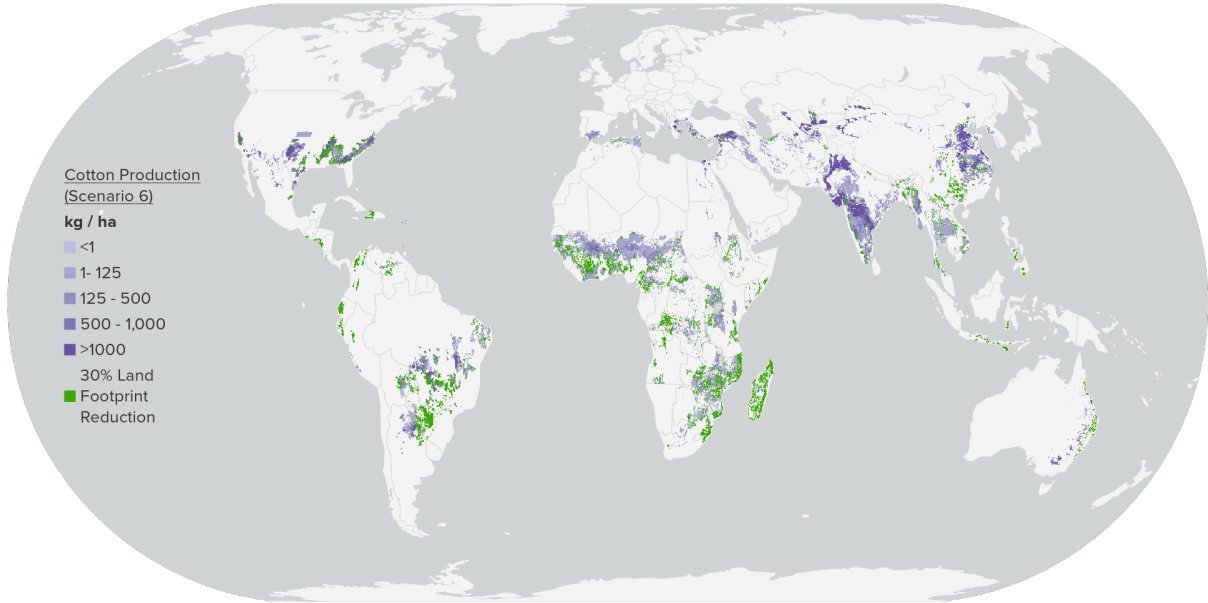 Cotton Production
(Scenario 6)
kg / ha
<1
1- 125
125 - 500
500 - 1,000
>1000
30% Land
Footprint
Reduction